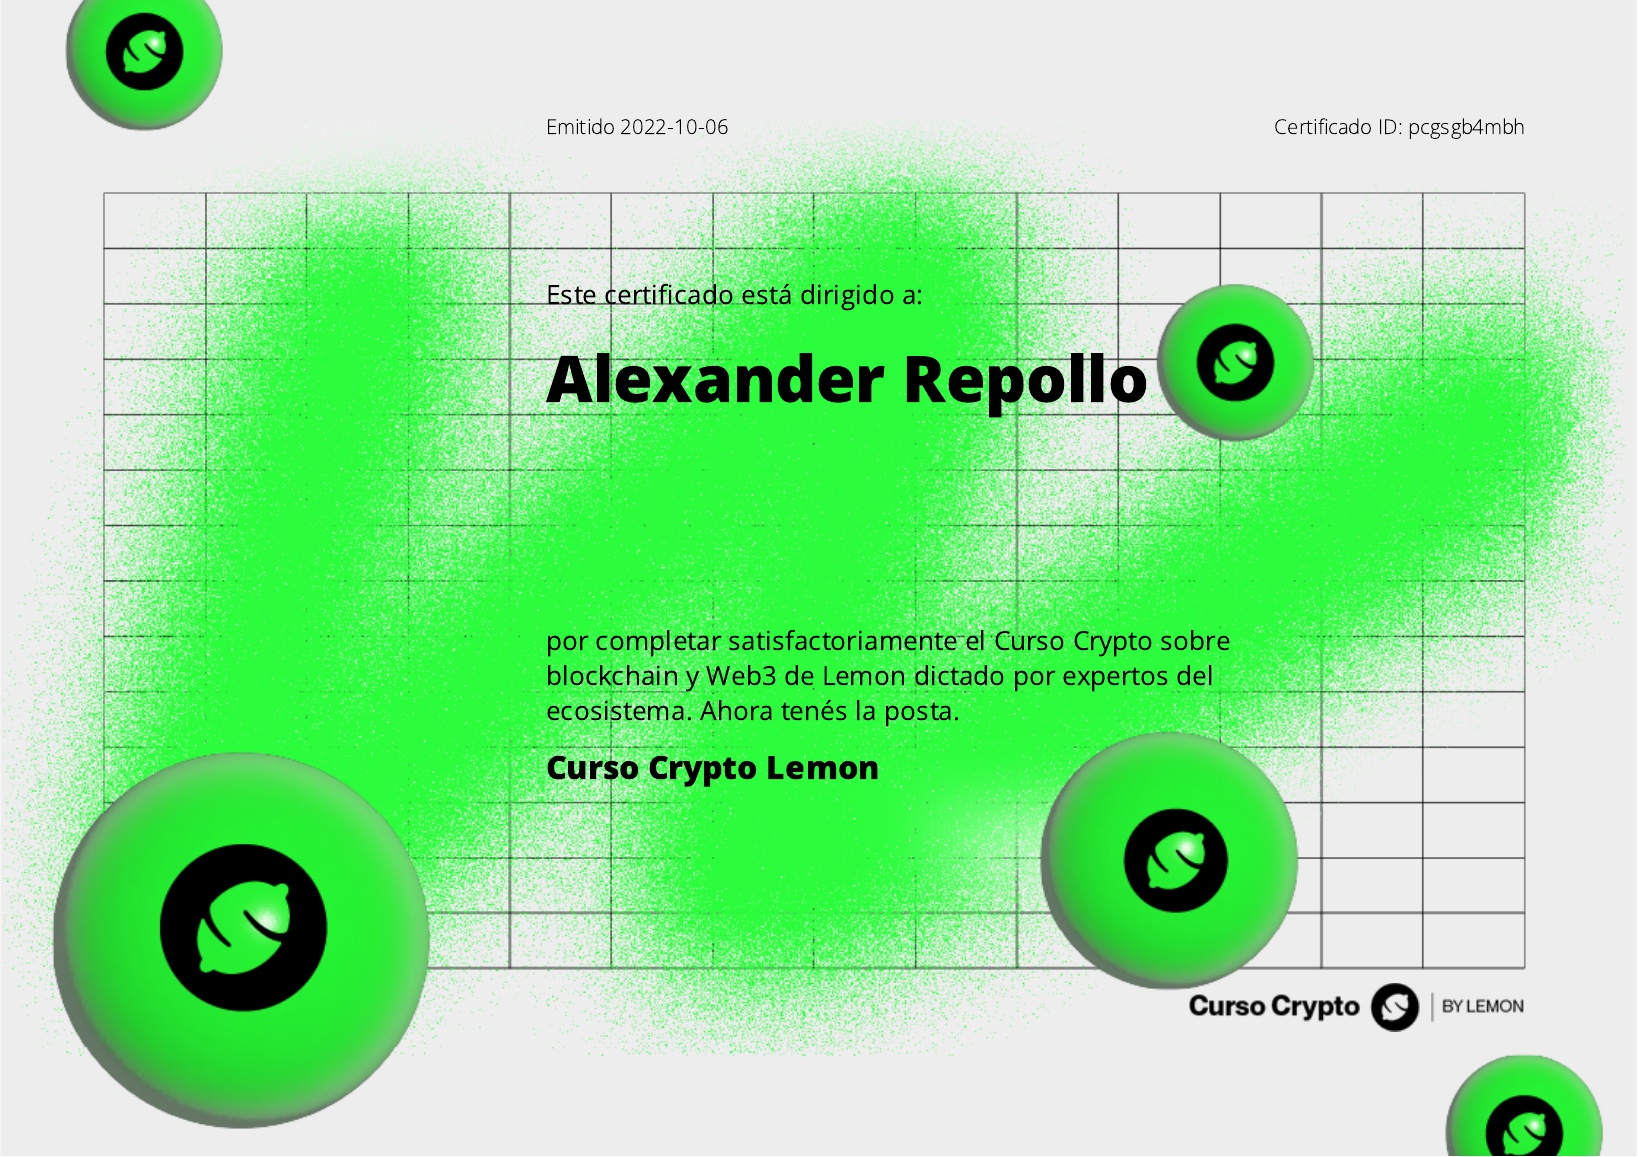 Emitido 2022-10-06
Certificado ID: pcgsgb4mbh
Este certificado está dirigido a:
Alexander Repollo
por completar satisfactoriamente el Curso Crypto sobre
blockchain y Web3 de Lemon dictado por expertos del
ecosistema. Ahora tenés la posta.
Curso Crypto Lemon
Curso Crypto BY LEMON